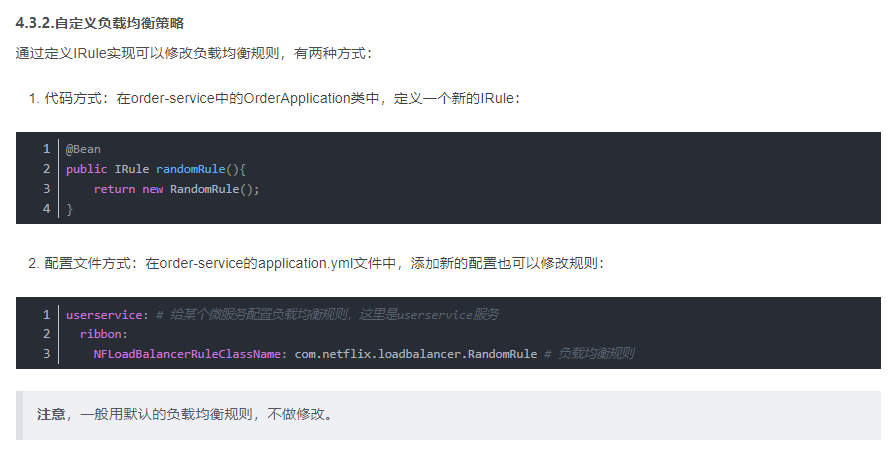 4.3.2.自定义负载均衡策略
通过定义IRule实现可以修改负载均衡规则，有两种方式：
1. 代码方式：在order-service中的OrderApplication类中，定义一个新的IRule：
1 @Bean
2 public IRule randomRule(){
3     return new RandomRule();
4 }
2. 配置文件方式：在order-service的application.yml文件中，添加新的配置也可以修改规则：
1 userservice: # 给某个微服务配置负载均衡规则，这里是userservice服务
2   ribbon:
3     NFLoadBalancerRuleClassName: com.netflix.loadbalancer.RandomRule # 负载均衡规则
注意，一般用默认的负载均衡规则，不做修改。